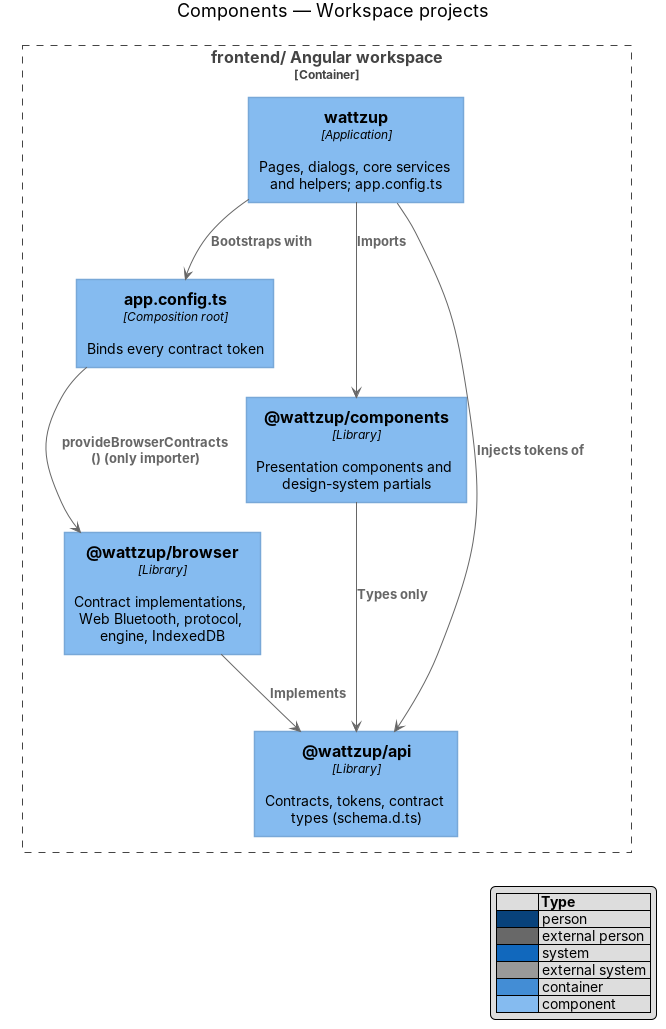 Components — Workspace projects
frontend/ Angular workspace
[Container]
wattzup
[Application]
Pages, dialogs, core services
and helpers; app.config.ts
Bootstraps with
Imports
app.config.ts
[Composition root]
Binds every contract token
@wattzup/components
[Library]
Presentation components and
design-system partials
provideBrowserContracts
() (only importer)
Injects tokens of
@wattzup/browser
[Library]
Contract implementations,
Web Bluetooth, protocol,
engine, IndexedDB
Types only
Implements
@wattzup/api
[Library]
Contracts, tokens, contract
types (schema.d.ts)
Type
person
external person
system
external system
container
component